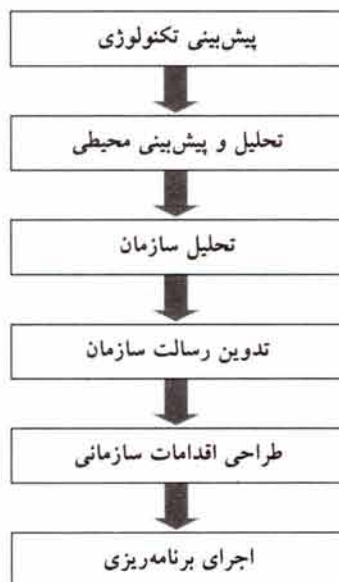 پیش‌بینی تکنولوژی
تحلیل و پیش‌بینی محیطی
تحلیل سازمان
تدوین رسالت سازمان
طراحی اقدامات سازمانی
اجرای برنامه‌ریزی